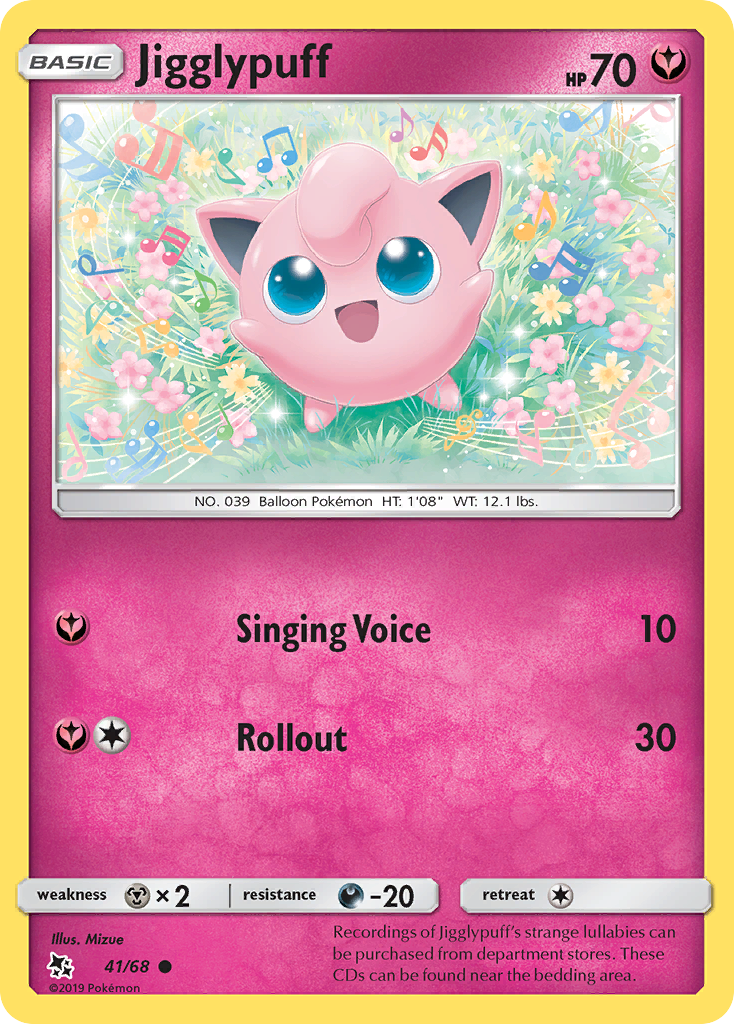 BASIC Jigglypuff HP 70
NO. 039 Balloon Pokémon HT: 1'08" WT: 12.1 lbs.
Singing Voice 10
Rollout 30
weakness × 2 resistance -20 retreat
Illus. Mizue
41/68
©2019 Pokémon
Recordings of Jigglypuff's strange lullabies can
be purchased from department stores. These
CDs can be found near the bedding area.